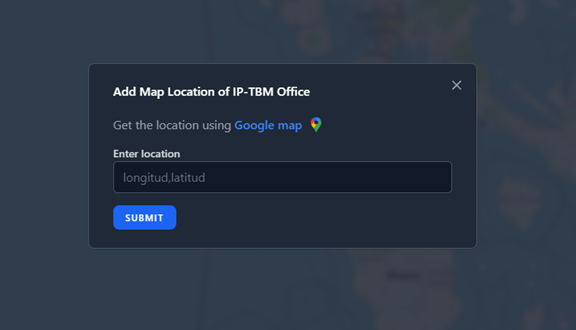 Add Map Location of IP-TBM Office
Get the location using Google map
Enter location
longitud,latitud
SUBMIT